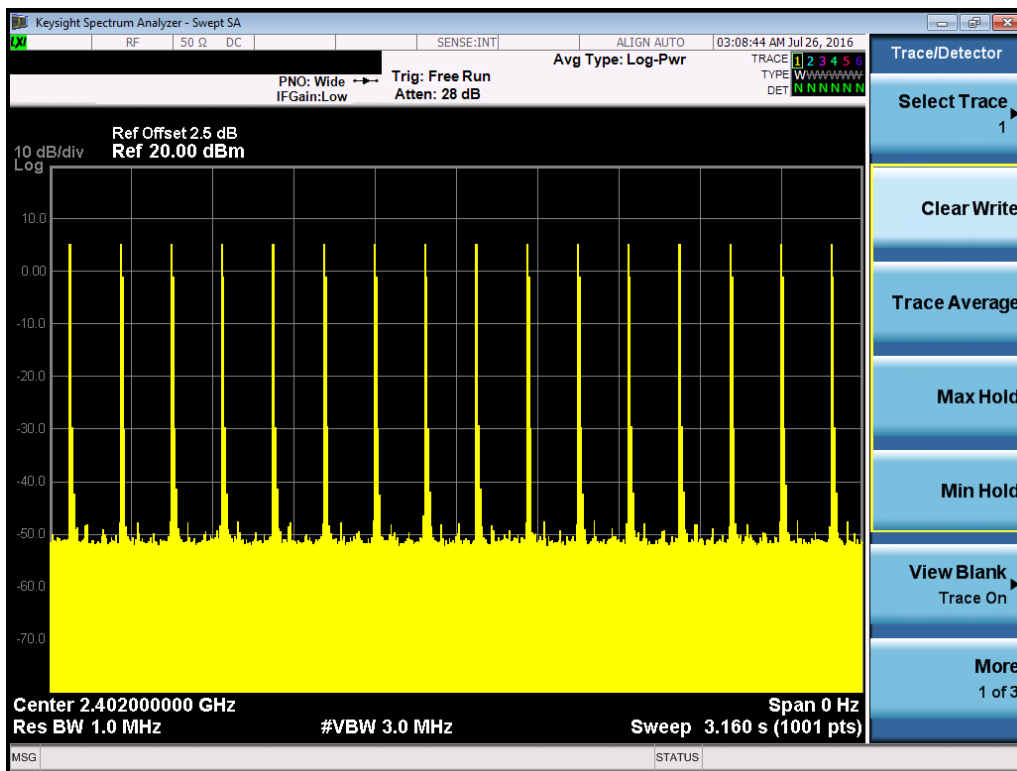 Keysight Spectrum Analyzer - Swept SA
LXI RF 50 Ω DC SENSE:INT ALIGN AUTO 03:08:44 AM Jul 26, 2016
PNO: Wide
IFGain:Low
Trig: Free Run
Atten: 28 dB
Avg Type: Log-Pwr
TRACE 1 2 3 4 5 6
TYPE WWWWWW
DET N N N N N N
Ref Offset 2.5 dB
10 dB/div Ref 20.00 dBm
Log
10.0
0.00
-10.0
-20.0
-30.0
-40.0
-50.0
-60.0
-70.0
Center 2.402000000 GHz Span 0 Hz
Res BW 1.0 MHz #VBW 3.0 MHz Sweep 3.160 s (1001 pts)
MSG STATUS
Trace/Detector
Select Trace
1
Clear Write
Trace Average
Max Hold
Min Hold
View Blank
Trace On
More
1 of 3